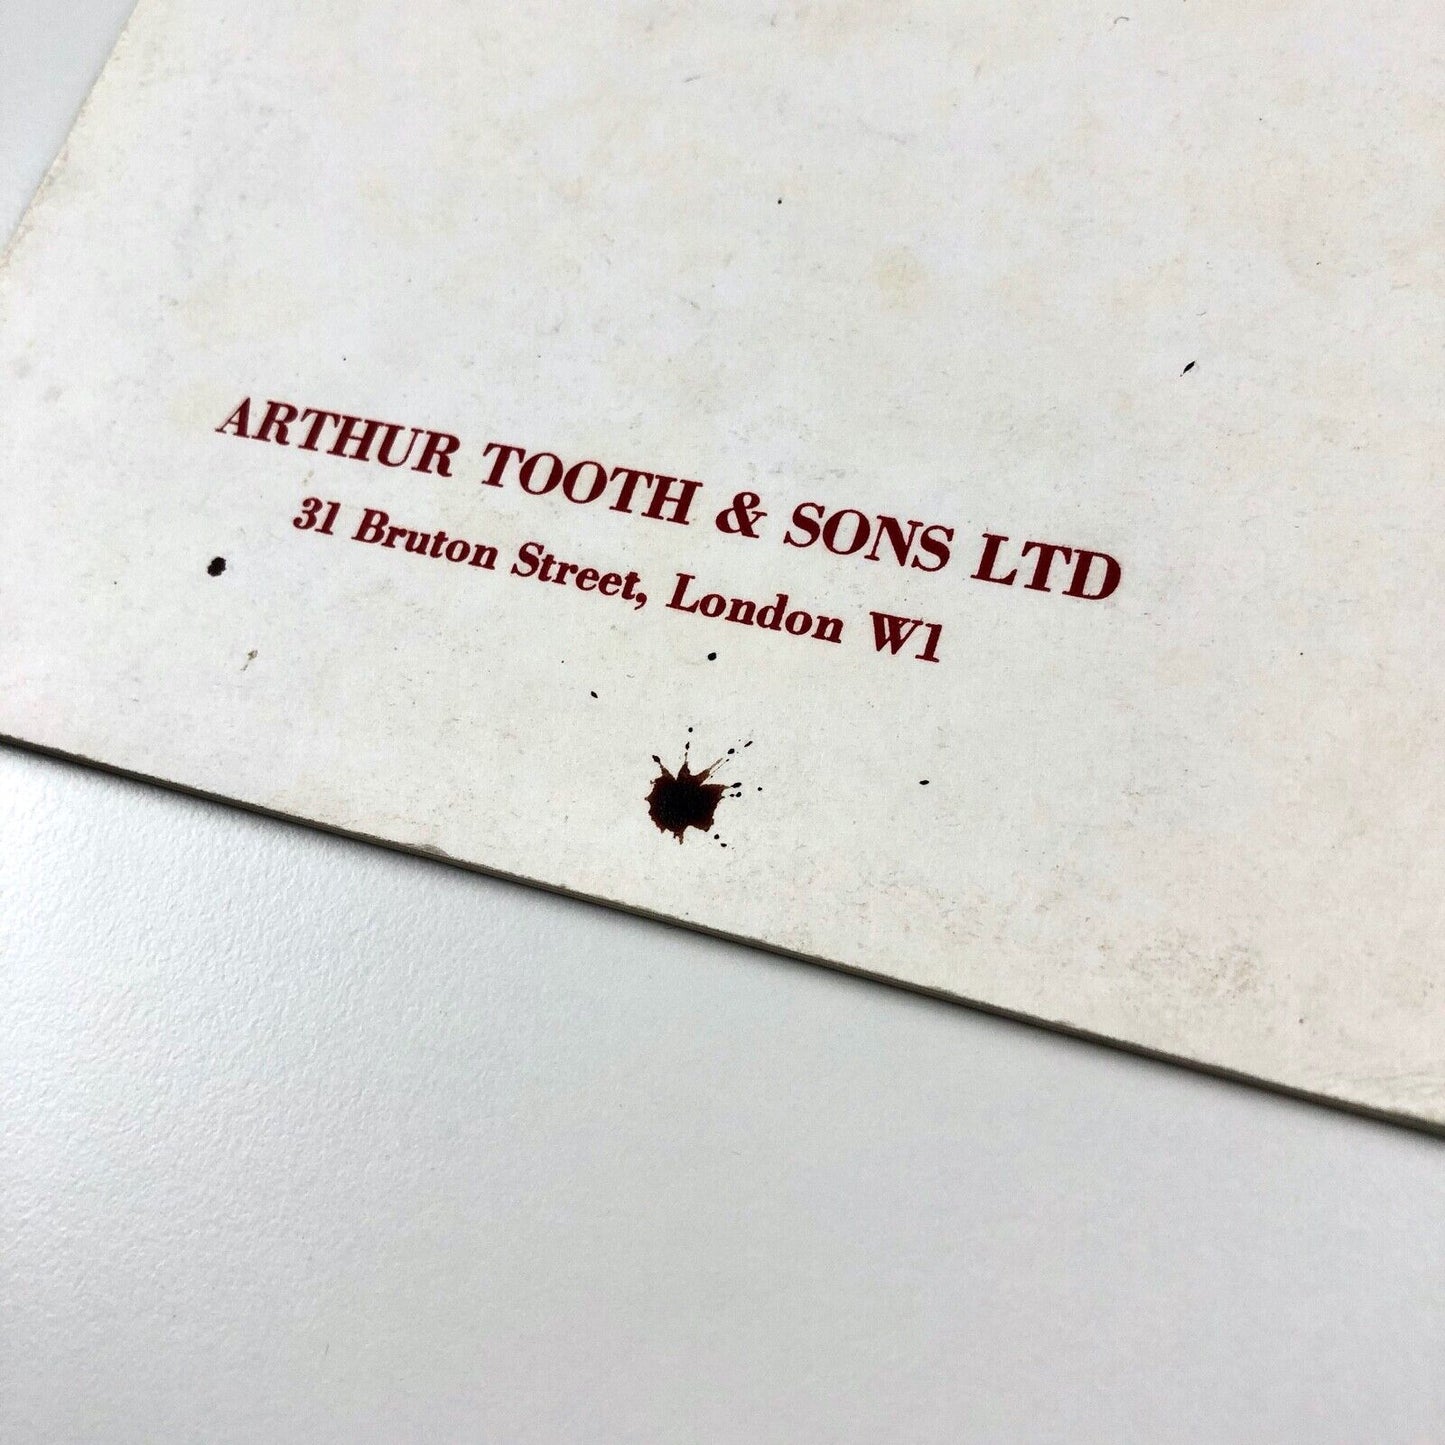 ARTHUR TOOTH & SONS LTD
31 Bruton Street, London W1